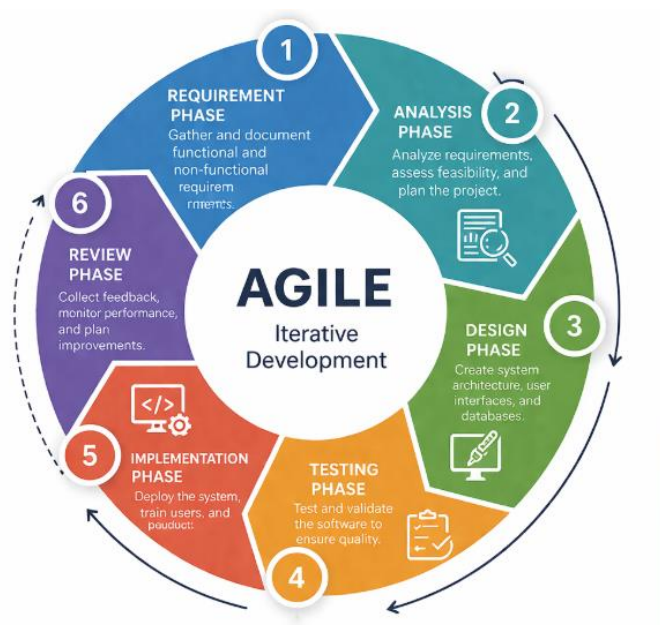 1
REQUIREMENT
PHASE
Gather and document
functional and
non-functional
requirem
2
ANALYSIS
PHASE
Analyze requirements,
assess feasibility, and
plan the project.
3
DESIGN
PHASE
Create system
architecture, user
interfaces, and
databases.
4
TESTING
PHASE
Test and validate
the software to
ensure quality.
5
</>
IMPLEMENTATION
PHASE
Deploy the system,
train users, and
6
REVIEW
PHASE
Collect feedback,
monitor performance,
and plan
improvements.
AGILE
Iterative
Development